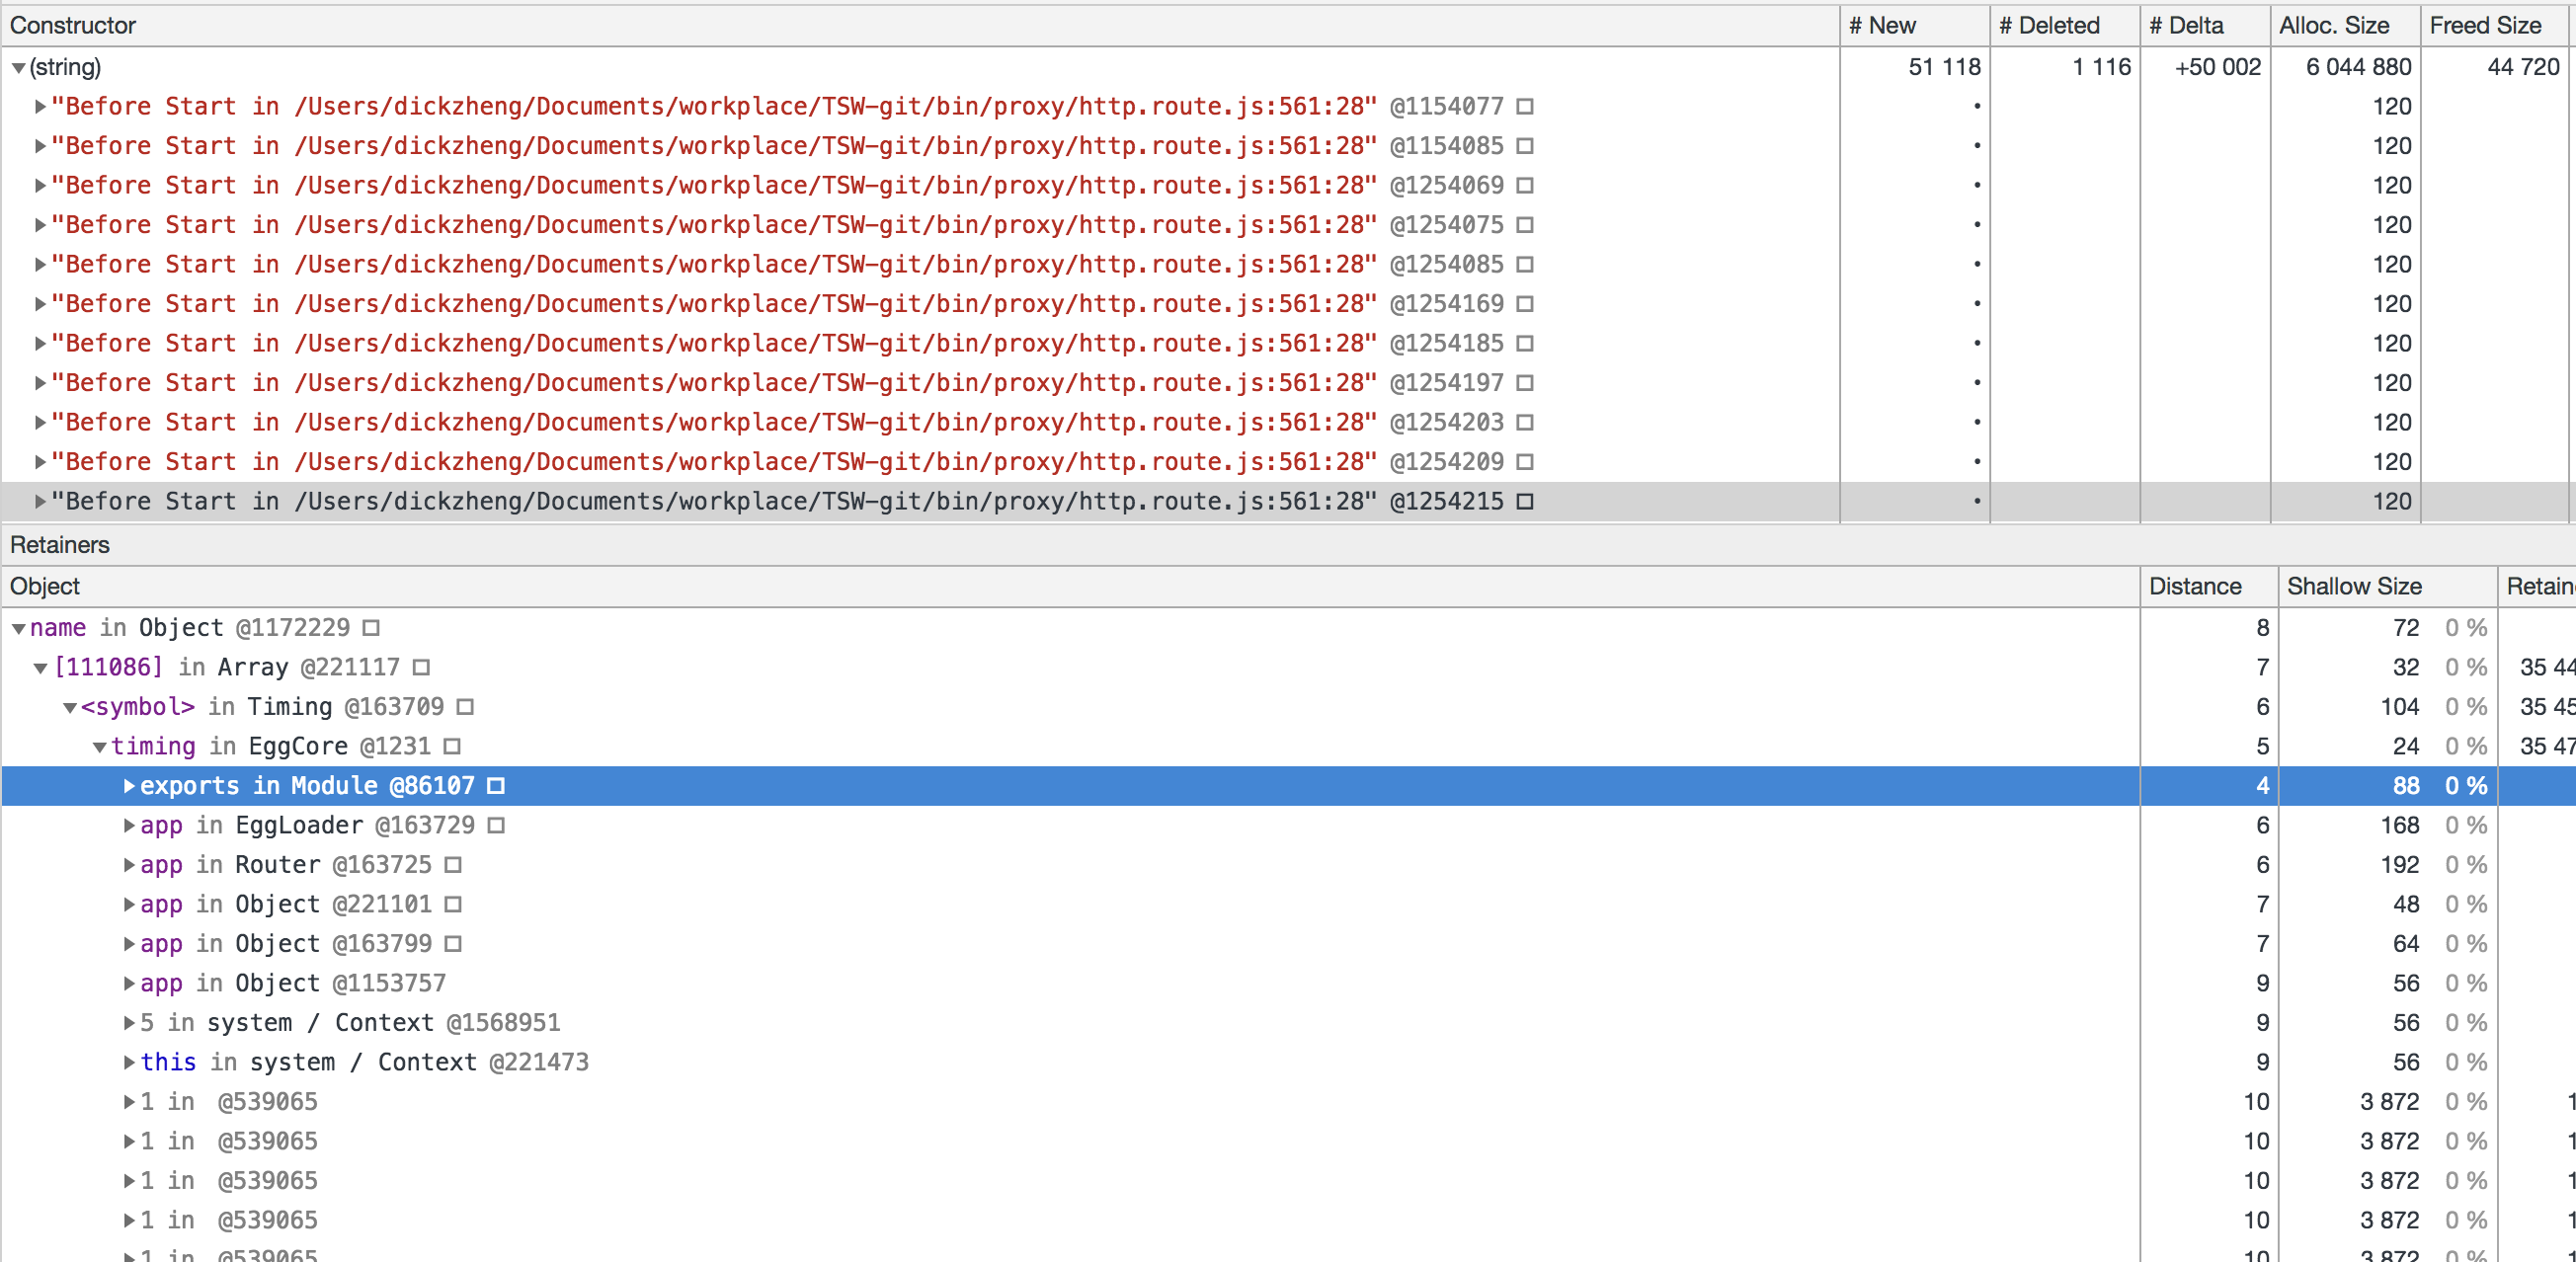 Constructor # New # Deleted # Delta Alloc. Size Freed Size
▼(string) 51 118 1 116 +50 002 6 044 880 44 720
▶"Before Start in /Users/dickzheng/Documents/workplace/TSW-git/bin/proxy/http.route.js:561:28" @1154077 □ • 120
▶"Before Start in /Users/dickzheng/Documents/workplace/TSW-git/bin/proxy/http.route.js:561:28" @1154085 □ • 120
▶"Before Start in /Users/dickzheng/Documents/workplace/TSW-git/bin/proxy/http.route.js:561:28" @1254069 □ • 120
▶"Before Start in /Users/dickzheng/Documents/workplace/TSW-git/bin/proxy/http.route.js:561:28" @1254075 □ • 120
▶"Before Start in /Users/dickzheng/Documents/workplace/TSW-git/bin/proxy/http.route.js:561:28" @1254085 □ • 120
▶"Before Start in /Users/dickzheng/Documents/workplace/TSW-git/bin/proxy/http.route.js:561:28" @1254169 □ • 120
▶"Before Start in /Users/dickzheng/Documents/workplace/TSW-git/bin/proxy/http.route.js:561:28" @1254185 □ • 120
▶"Before Start in /Users/dickzheng/Documents/workplace/TSW-git/bin/proxy/http.route.js:561:28" @1254197 □ • 120
▶"Before Start in /Users/dickzheng/Documents/workplace/TSW-git/bin/proxy/http.route.js:561:28" @1254203 □ • 120
▶"Before Start in /Users/dickzheng/Documents/workplace/TSW-git/bin/proxy/http.route.js:561:28" @1254209 □ • 120
▶"Before Start in /Users/dickzheng/Documents/workplace/TSW-git/bin/proxy/http.route.js:561:28" @1254215 □ • 120
Retainers
Object Distance Shallow Size Retain
▼name in Object @1172229 □ 8 72 0 %
▼[111086] in Array @221117 □ 7 32 0 % 35 44
▼<symbol> in Timing @163709 □ 6 104 0 % 35 45
▼timing in EggCore @1231 □ 5 24 0 % 35 47
▶exports in Module @86107 □ 4 88 0 %
▶app in EggLoader @163729 □ 6 168 0 %
▶app in Router @163725 □ 6 192 0 %
▶app in Object @221101 □ 7 48 0 %
▶app in Object @163799 □ 7 64 0 %
▶app in Object @1153757 9 56 0 %
▶5 in system / Context @1568951 9 56 0 %
▶this in system / Context @221473 9 56 0 %
▶1 in @539065 10 3 872 0 % 1
▶1 in @539065 10 3 872 0 % 1
▶1 in @539065 10 3 872 0 % 1
▶1 in @539065 10 3 872 0 % 1
▶1 in @539065 10 3 872 0 % 1